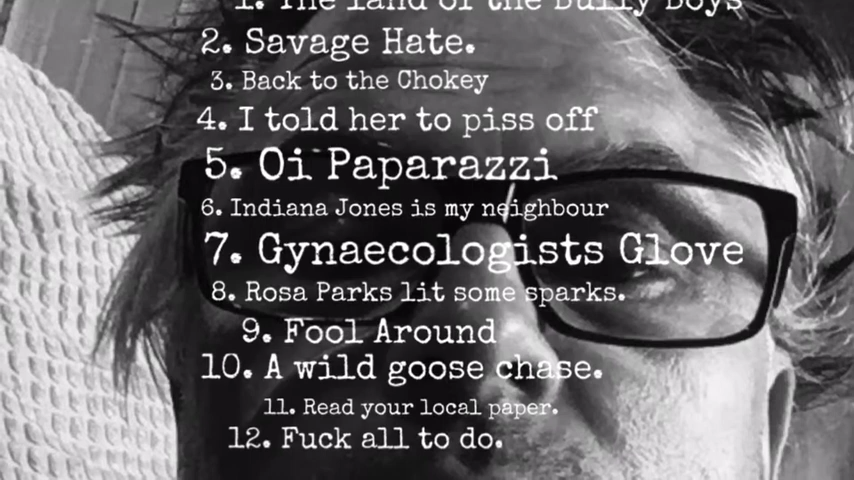 1. The land of the Bully Boys
2. Savage Hate.
3. Back to the Chokey
4. I told her to piss off
5. Oi Paparazzi
6. Indiana Jones is my neighbour
7. Gynaecologists Glove
8. Rosa Parks lit some sparks.
9. Fool Around
10. A wild goose chase.
11. Read your local paper.
12. Fuck all to do.